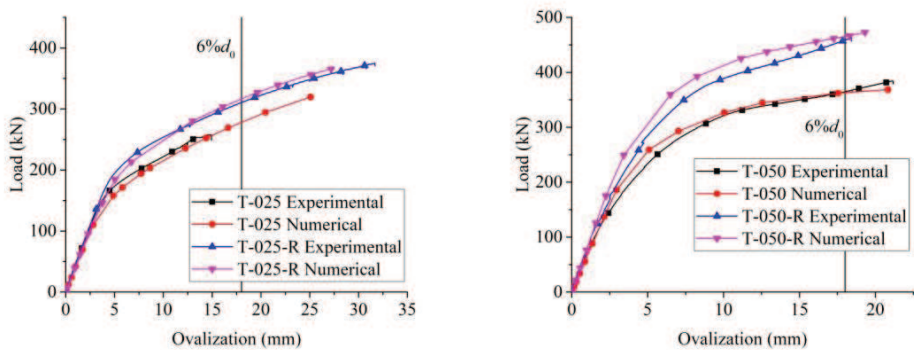 400
300
200
100
0
Load (kN)
6%d₀
T-025 Experimental
T-025 Numerical
T-025-R Experimental
T-025-R Numerical
0 5 10 15 20 25 30 35
Ovalization (mm)
500
400
300
200
100
0
Load (kN)
6%d₀
T-050 Experimental
T-050 Numerical
T-050-R Experimental
T-050-R Numerical
0 5 10 15 20
Ovalization (mm)